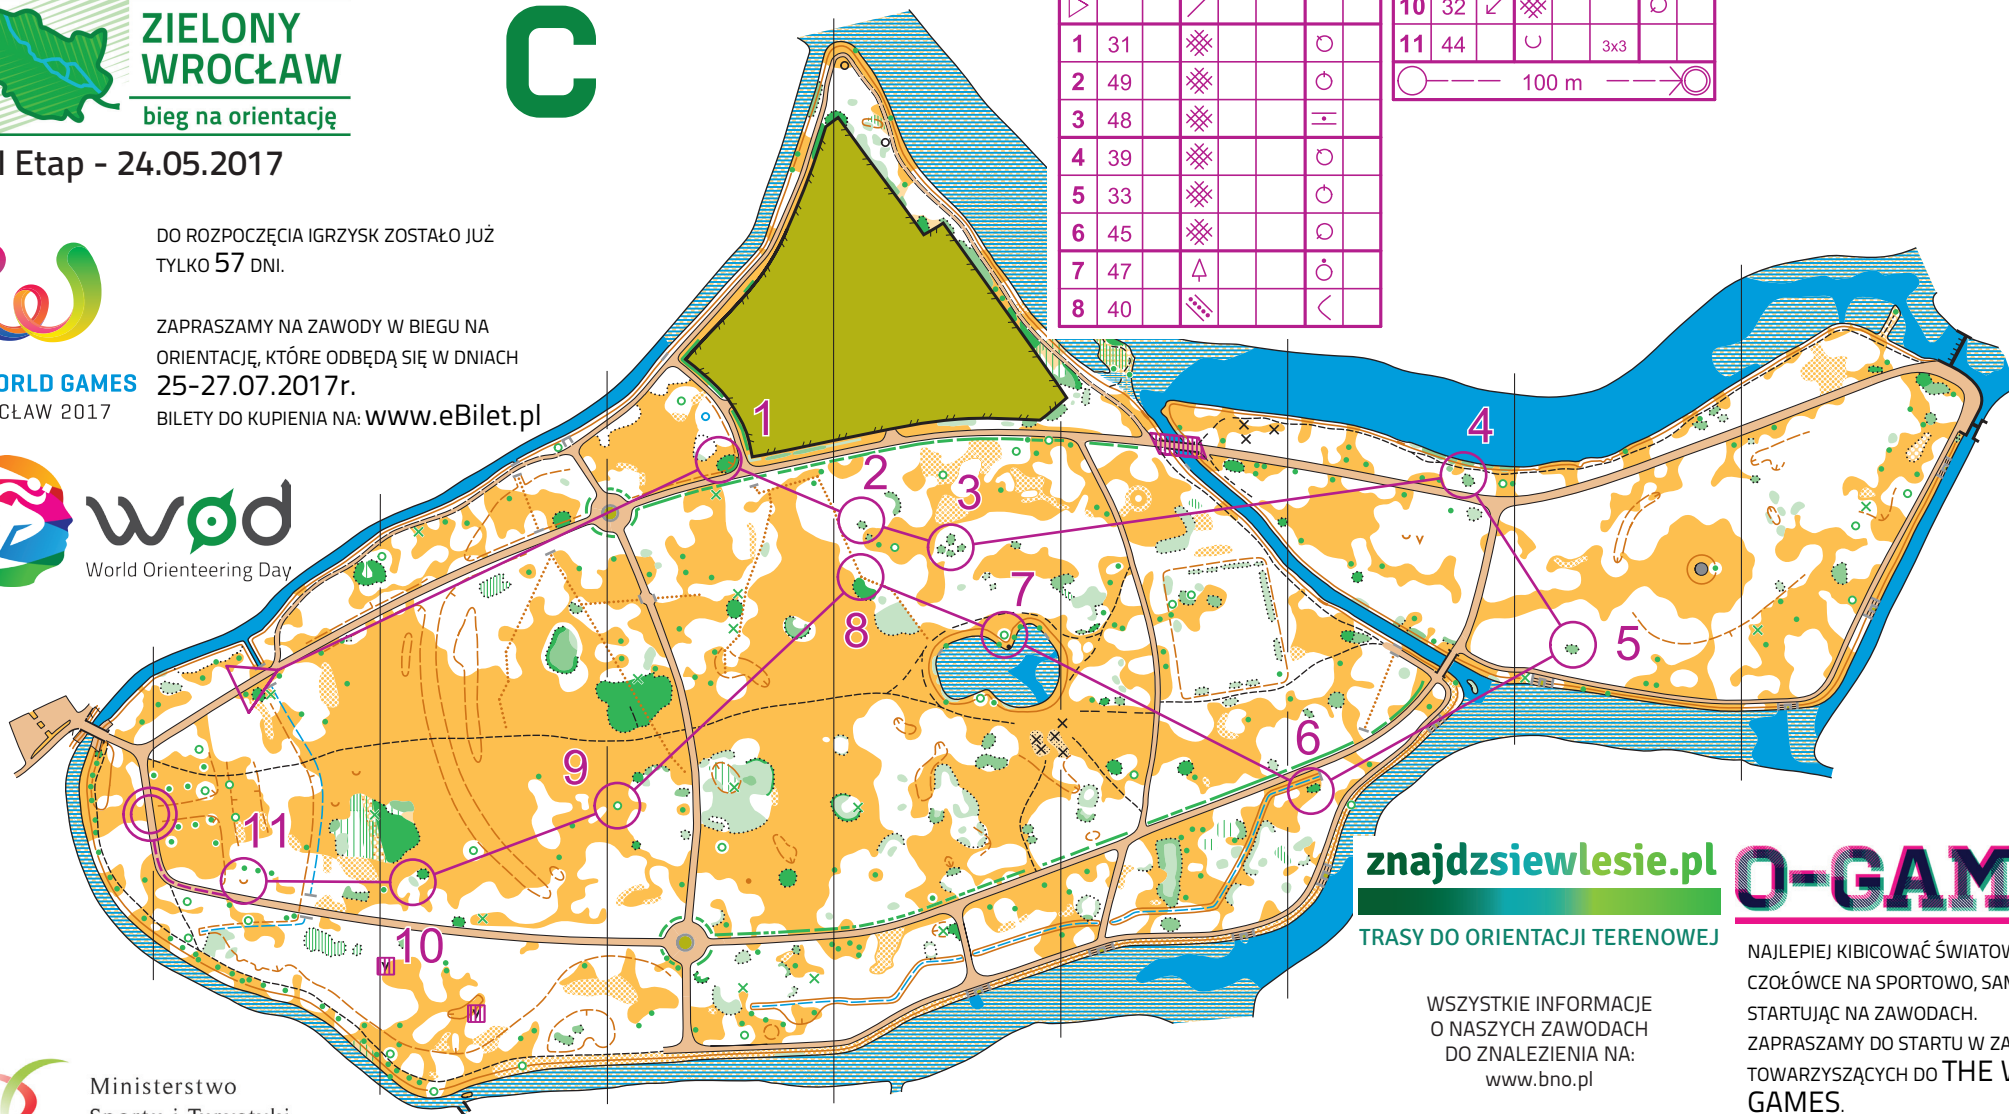 ZIELONY
WROCŁAW
bieg na orientację
Etap - 24.05.2017
C
DO ROZPOCZĘCIA IGRZYSK ZOSTAŁO JUŻ
TYLKO 57 DNI.
ZAPRASZAMY NA ZAWODY W BIEGU NA
ORIENTACJĘ, KTÓRE ODBĘDĄ SIĘ W DNIACH
25-27.07.2017r.
BILETY DO KUPIENIA NA: www.eBilet.pl
ORLD GAMES
CŁAW 2017
wod
World Orienteering Day
1 31
2 49
3 48
4 39
5 33
6 45
7 47
8 40
10 32
11 44 3x3
100 m
1
2
3
4
5
6
7
8
9
10
11
znajdzsiewlesie.pl
TRASY DO ORIENTACJI TERENOWEJ
WSZYSTKIE INFORMACJE
O NASZYCH ZAWODACH
DO ZNALEZIENIA NA:
www.bno.pl
O-GAM
NAJLEPIEJ KIBICOWAĆ ŚWIATOW
CZOŁÓWCE NA SPORTOWO, SAM
STARTUJĄC NA ZAWODACH.
ZAPRASZAMY DO STARTU W ZA
TOWARZYSZĄCYCH DO THE W
GAMES.
Ministerstwo
Sportu i Turystyki